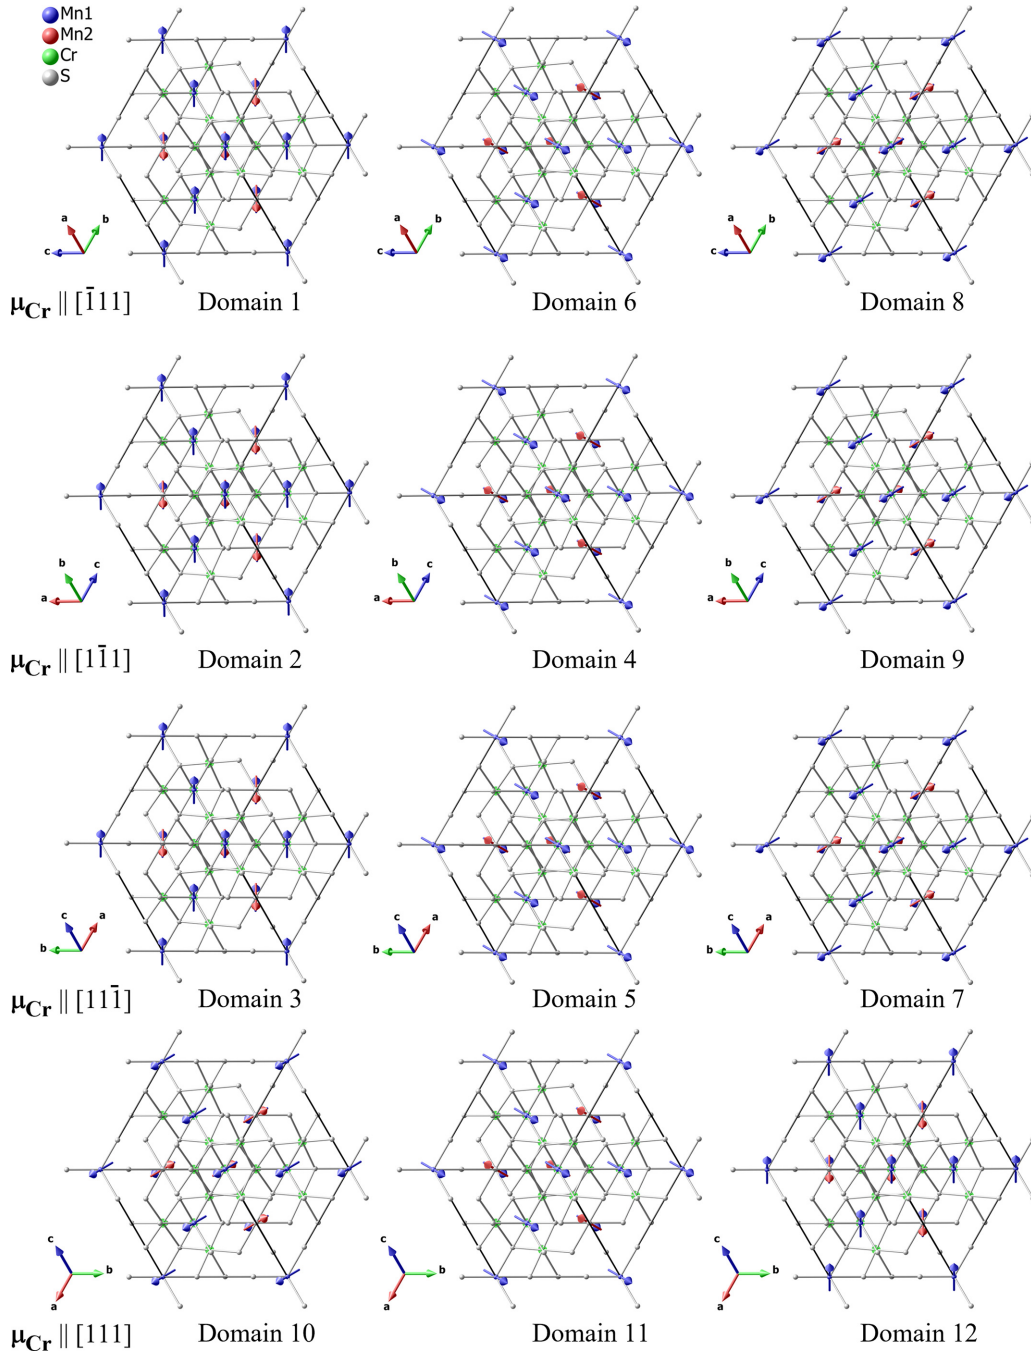 Mn1
Mn2
Cr
S
a b c
a b c
a b c
μCr || [1̄11] Domain 1 Domain 6 Domain 8
b c a
b c a
b c a
μCr || [11̄1] Domain 2 Domain 4 Domain 9
c a b
c a b
c a b
μCr || [111̄] Domain 3 Domain 5 Domain 7
c b a
c b a
c b a
μCr || [111] Domain 10 Domain 11 Domain 12